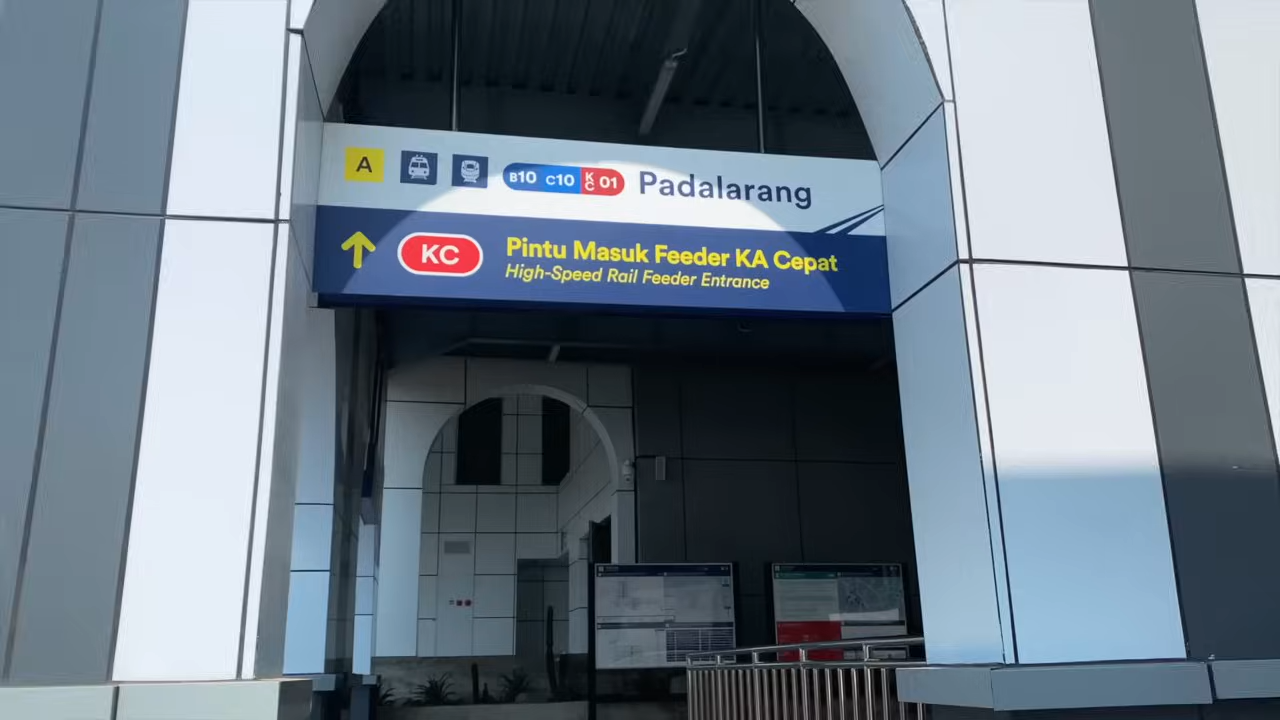 A B10 C10 KC 01 Padalarang
KC Pintu Masuk Feeder KA Cepat
High-Speed Rail Feeder Entrance